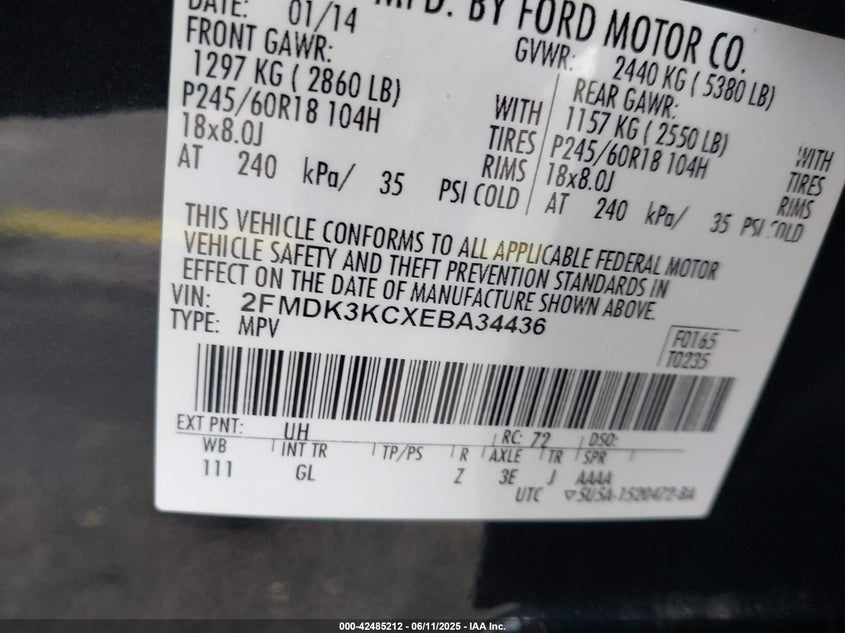 DATE: 01/14
MFD. BY FORD MOTOR CO.
FRONT GAWR:
1297 KG ( 2860 LB)
P245/60R18 104H WITH TIRES
18x8.0J RIMS
AT 240 kPa/ 35 PSI COLD
GVWR: 2440 KG ( 5380 LB)
REAR GAWR:
1157 KG ( 2550 LB)
P245/60R18 104H WITH TIRES
18x8.0J RIMS
AT 240 kPa/ 35 PSI COLD
THIS VEHICLE CONFORMS TO ALL APPLICABLE FEDERAL MOTOR
VEHICLE SAFETY AND THEFT PREVENTION STANDARDS IN
EFFECT ON THE DATE OF MANUFACTURE SHOWN ABOVE.
VIN: 2FMDK3KCXEBA34436
TYPE: MPV
F0165
T0235
EXT PNT: UH RC: 72 DSO:
WB INT TR TP/PS R AXLE TR SPR
111 GL Z 3E J AAAA
UTC ▽SU5A-1520472-BA
000-42485212 - 06/11/2025 - IAA Inc.